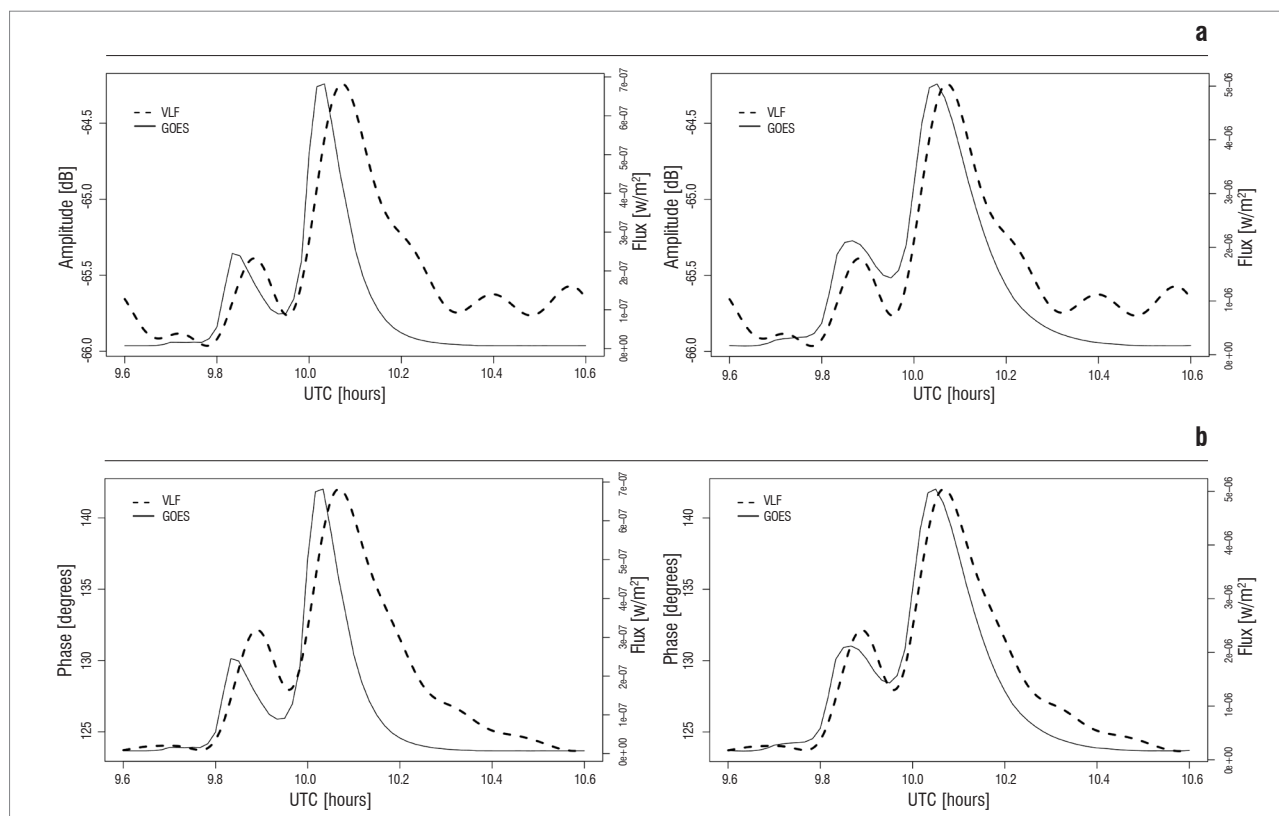 a
VLF
GOES
Amplitude [dB]
-64.5
-65.0
-65.5
-66.0
7e-07
6e-07
5e-07
4e-07
3e-07
2e-07
1e-07
0e+00
Flux [w/m²]
9.6 9.8 10.0 10.2 10.4 10.6
UTC [hours]
VLF
GOES
Amplitude [dB]
-64.5
-65.0
-65.5
-66.0
5e-06
4e-06
3e-06
2e-06
1e-06
0e+00
Flux [w/m²]
9.6 9.8 10.0 10.2 10.4 10.6
UTC [hours]
b
VLF
GOES
Phase [degrees]
140
135
130
125
7e-07
6e-07
5e-07
4e-07
3e-07
2e-07
1e-07
0e+00
Flux [w/m²]
9.6 9.8 10.0 10.2 10.4 10.6
UTC [hours]
VLF
GOES
Phase [degrees]
140
135
130
125
5e-06
4e-06
3e-06
2e-06
1e-06
0e+00
Flux [w/m²]
9.6 9.8 10.0 10.2 10.4 10.6
UTC [hours]